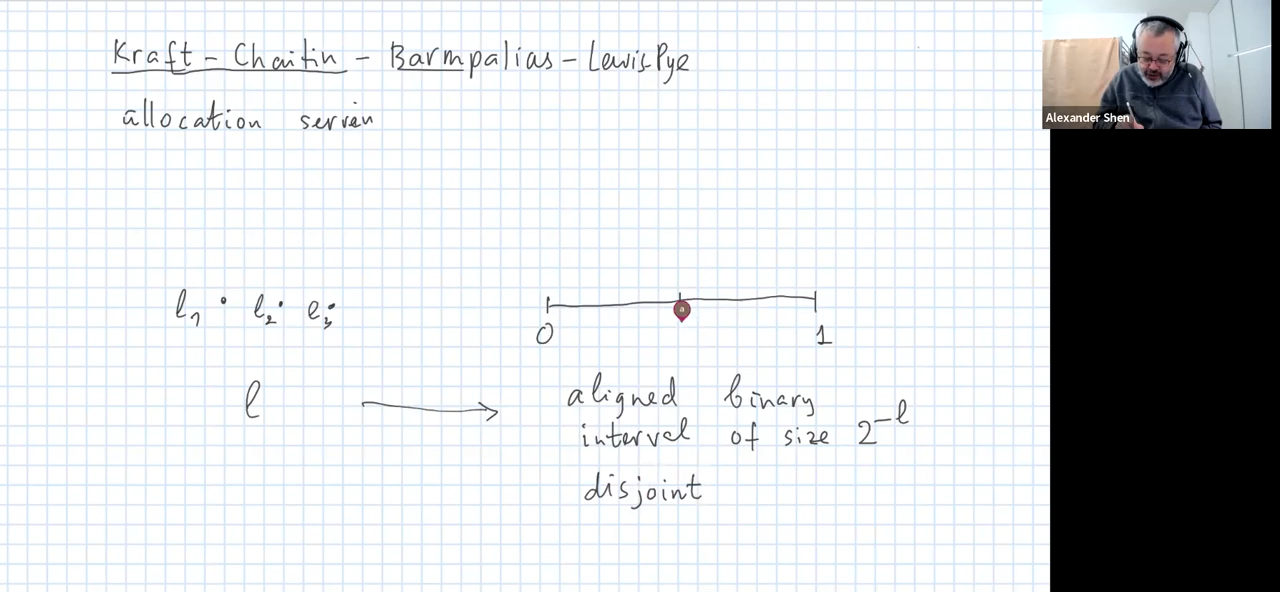 Kraft - Chaitin - Barmpalias - Lewis-Pye
allocation
Alexander Shen
l₁ l₂ l₃
0
1
l
aligned binary
interval of size 2⁻ˡ
disjoint